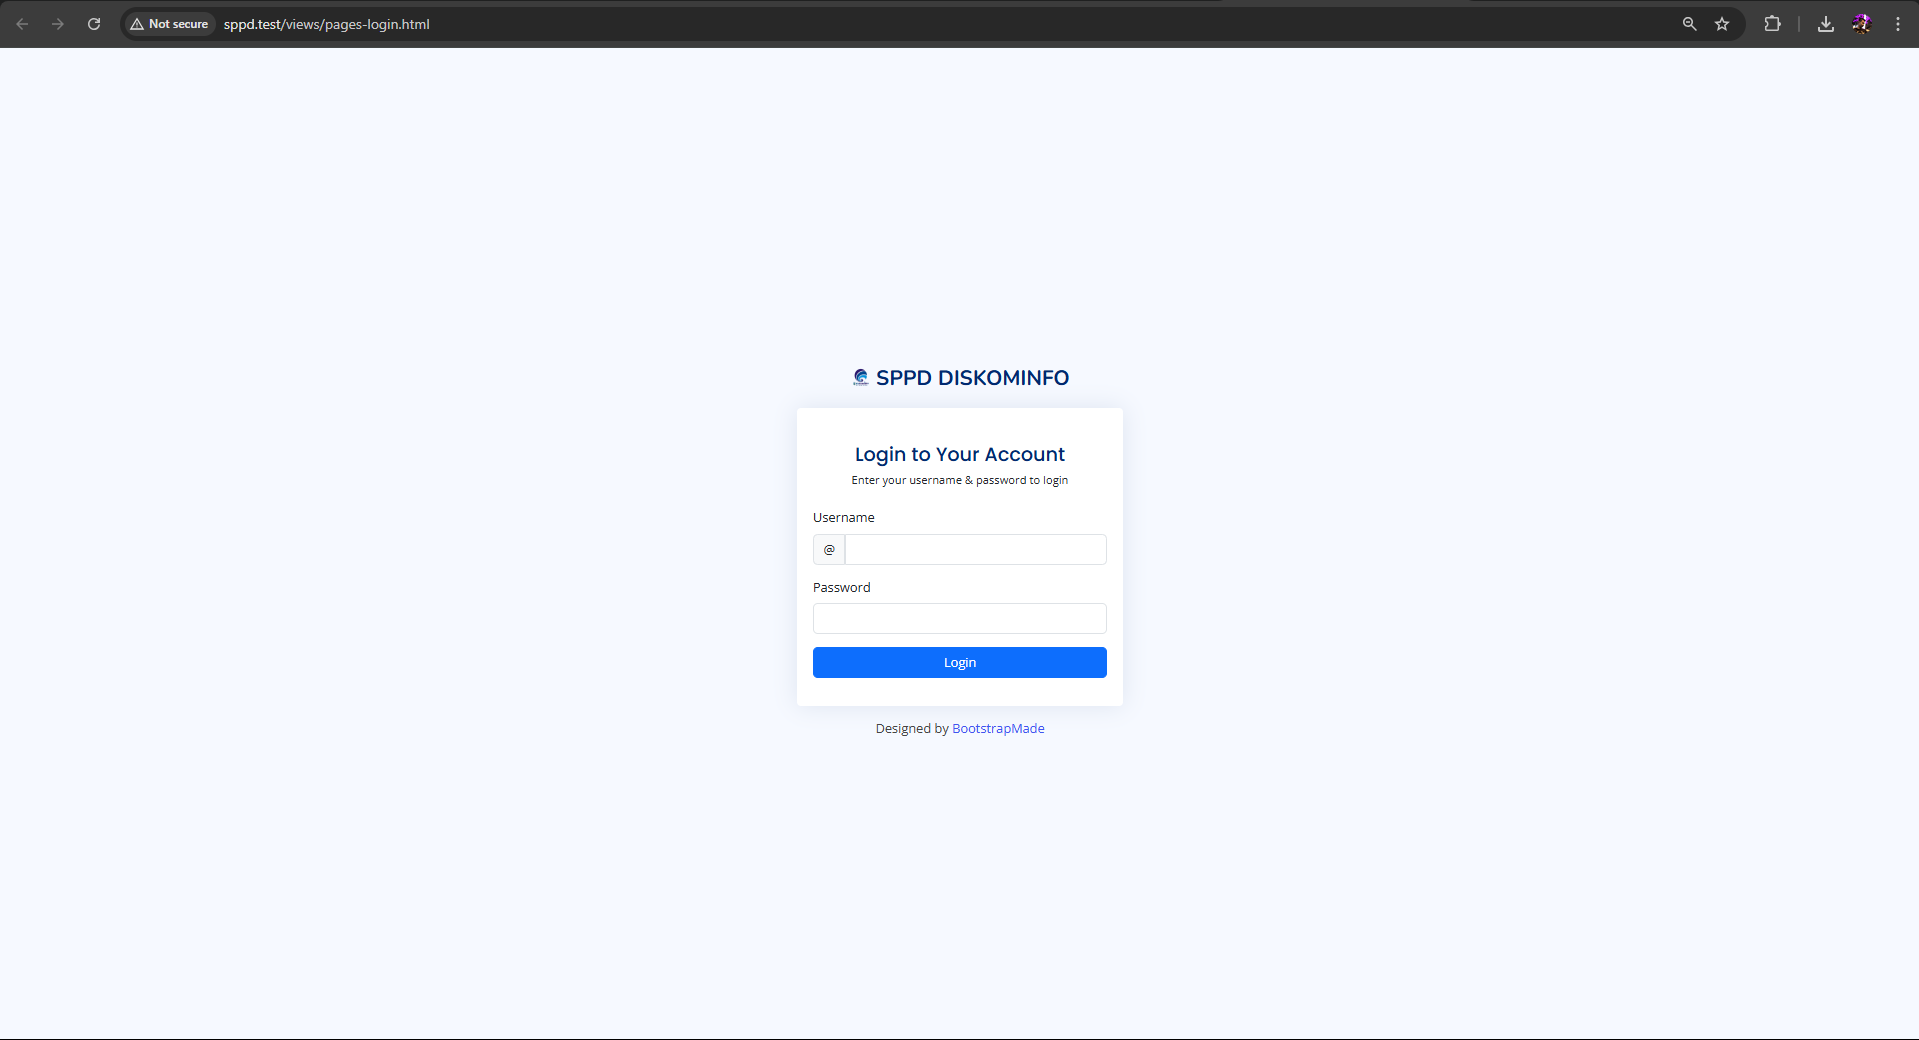 Not secure sppd.test/views/pages-login.html
SPPD DISKOMINFO
Login to Your Account
Enter your username & password to login
Username
@
Password
Login
Designed by BootstrapMade